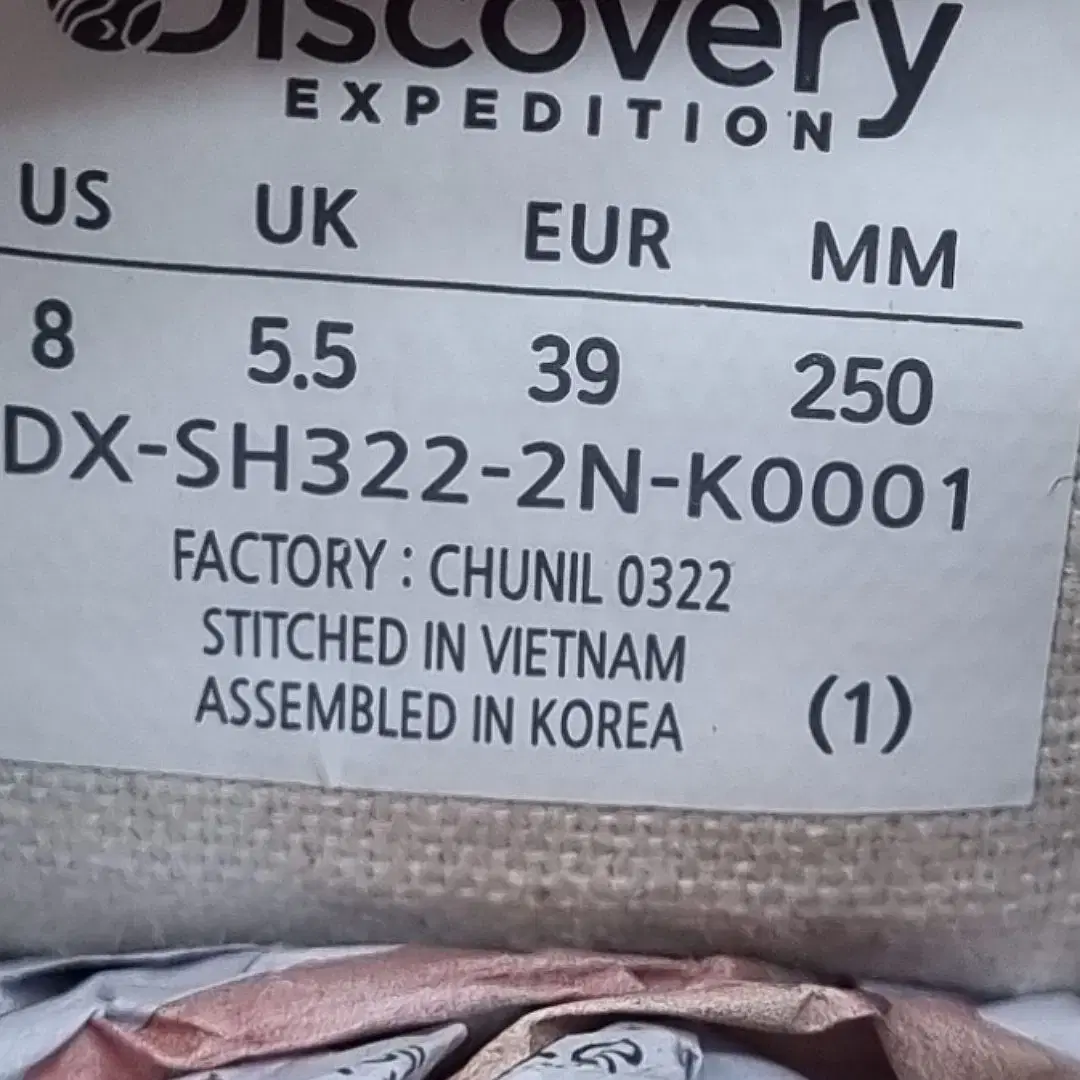 Discovery
EXPEDITION
US UK EUR MM
8 5.5 39 250
DX-SH322-2N-K0001
FACTORY : CHUNIL 0322
STITCHED IN VIETNAM
ASSEMBLED IN KOREA (1)